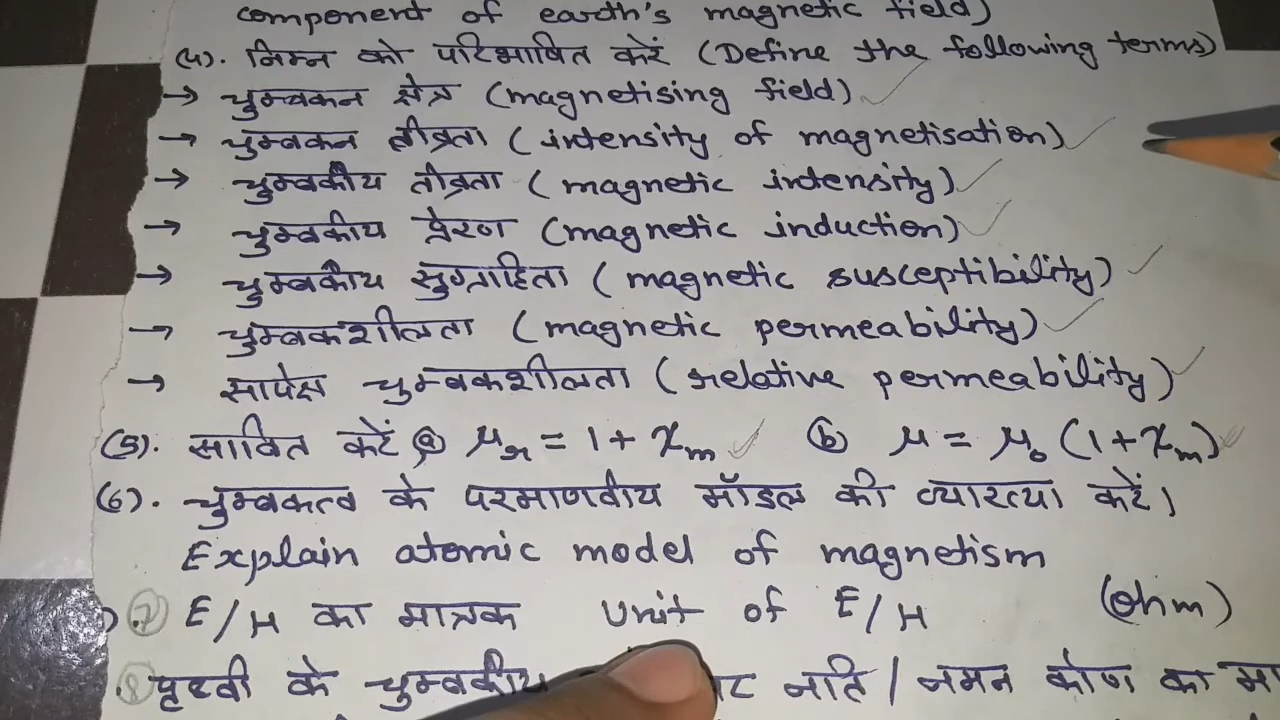 component of earth's magnetic field)
(4). निम्न को परिभाषित करें (Define the following terms)
→ चुम्बकन क्षेत्र (magnetising field)
→ चुम्बकन तीव्रता (intensity of magnetisation)
→ चुम्बकीय तीव्रता (magnetic intensity)
→ चुम्बकीय प्रेरण (magnetic induction)
→ चुम्बकीय सुग्राहिता (magnetic susceptibility)
→ चुम्बकशीलता (magnetic permeability)
→ सापेक्ष चुम्बकशीलता (relative permeability)
(5). साबित करें ⓐ μr = 1 + χm ⓑ μ = μ₀ (1+χm)
(6). चुम्बकत्व के परमाणवीय मॉडल की व्याख्या करें।
Explain atomic model of magnetism
⑦ E/H का मात्रक Unit of E/H (ohm)
⑧ पृथ्वी के चुम्बकीय नति / नमन कोण का